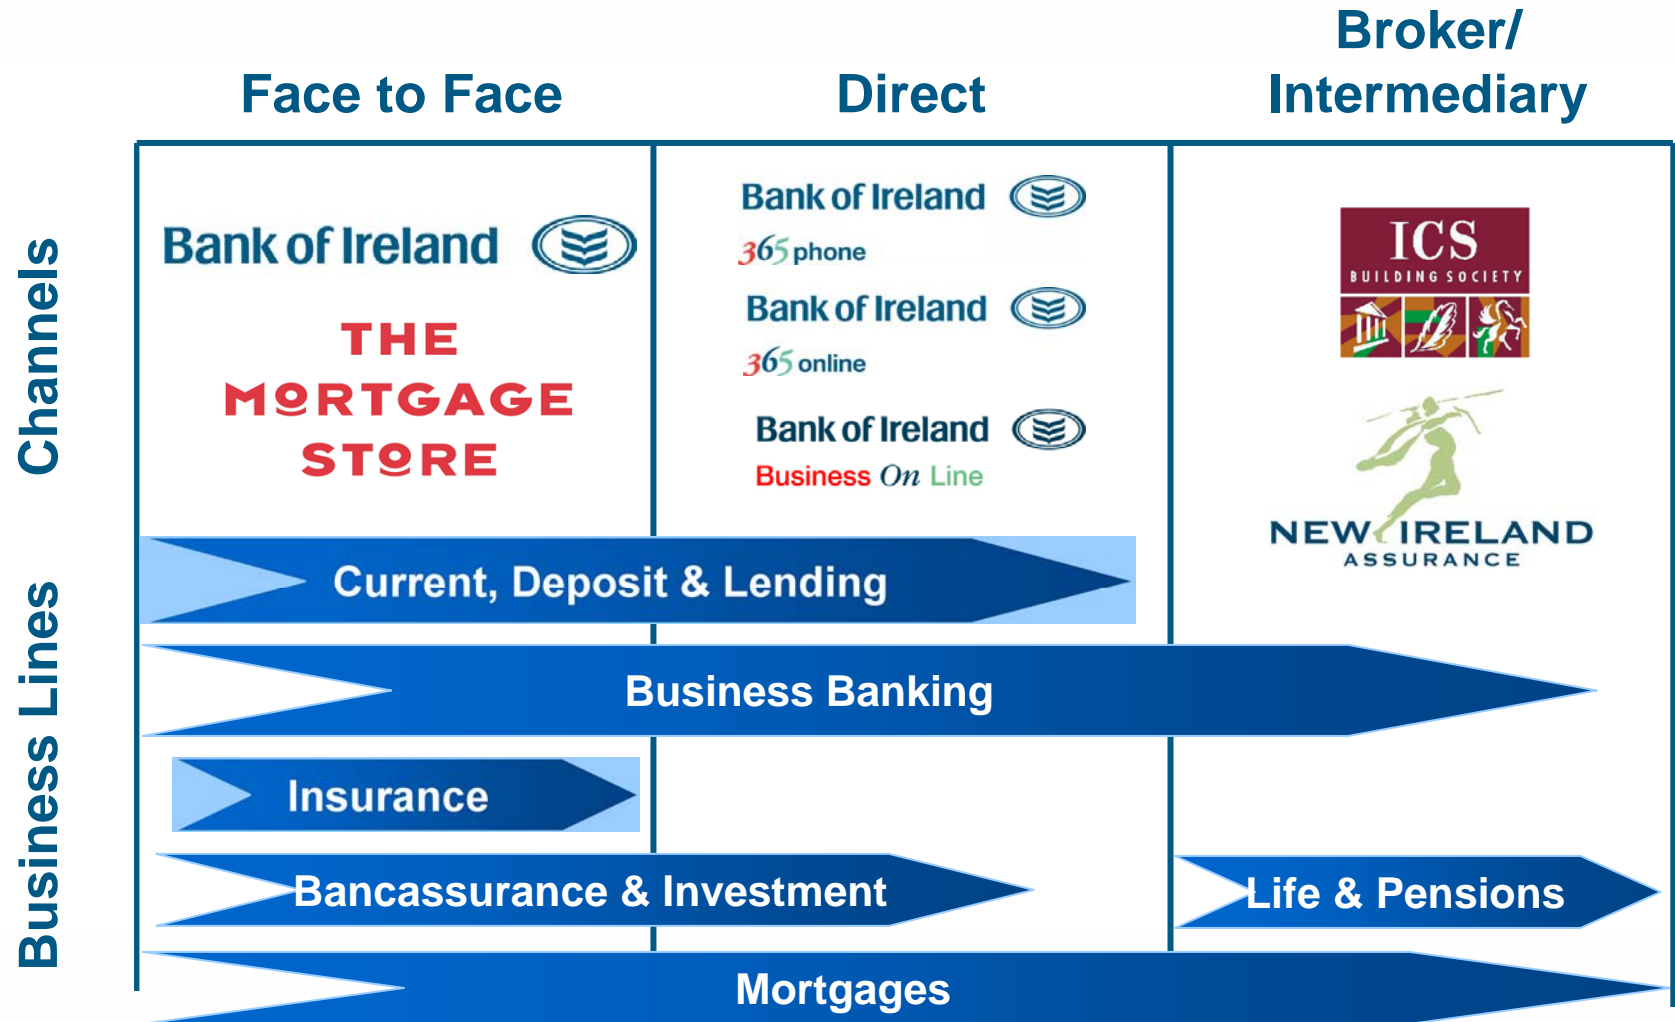 Face to Face
Direct
Broker/
Intermediary
Channels
Bank of Ireland
THE
MORTGAGE
STORE
Bank of Ireland
365 phone
Bank of Ireland
365 online
Bank of Ireland
Business On Line
ICS
BUILDING SOCIETY
NEW IRELAND
ASSURANCE
Business Lines
Current, Deposit & Lending
Business Banking
Insurance
Bancassurance & Investment
Life & Pensions
Mortgages